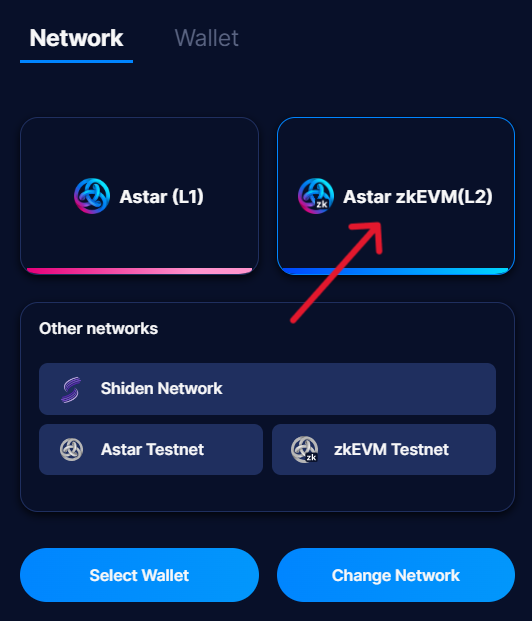 Network Wallet
Astar (L1)
zk
Astar zkEVM(L2)
Other networks
Shiden Network
Astar Testnet
zk
zkEVM Testnet
Select Wallet
Change Network